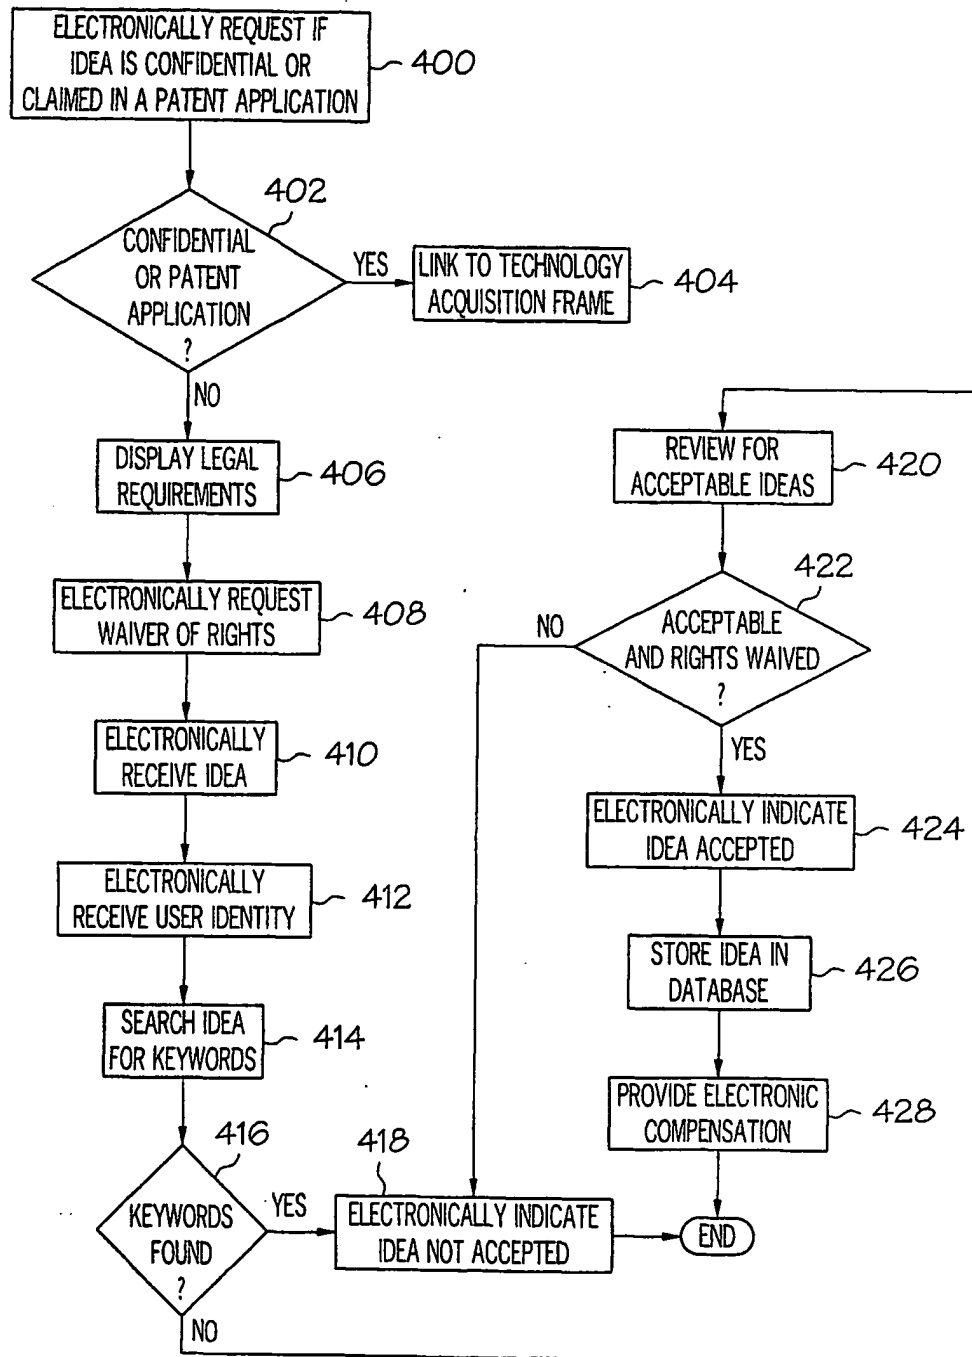 ELECTRONICALLY REQUEST IF
IDEA IS CONFIDENTIAL OR
CLAIMED IN A PATENT APPLICATION
400
402
CONFIDENTIAL
OR PATENT
APPLICATION
?
YES
LINK TO TECHNOLOGY
ACQUISITION FRAME
404
NO
DISPLAY LEGAL
REQUIREMENTS
406
ELECTRONICALLY REQUEST
WAIVER OF RIGHTS
408
ELECTRONICALLY
RECEIVE IDEA
410
ELECTRONICALLY
RECEIVE USER IDENTITY
412
SEARCH IDEA
FOR KEYWORDS
414
416
KEYWORDS
FOUND
?
YES
NO
418
ELECTRONICALLY INDICATE
IDEA NOT ACCEPTED
REVIEW FOR
ACCEPTABLE IDEAS
420
422
ACCEPTABLE
AND RIGHTS WAIVED
?
NO
YES
ELECTRONICALLY INDICATE
IDEA ACCEPTED
424
STORE IDEA IN
DATABASE
426
PROVIDE ELECTRONIC
COMPENSATION
428
END